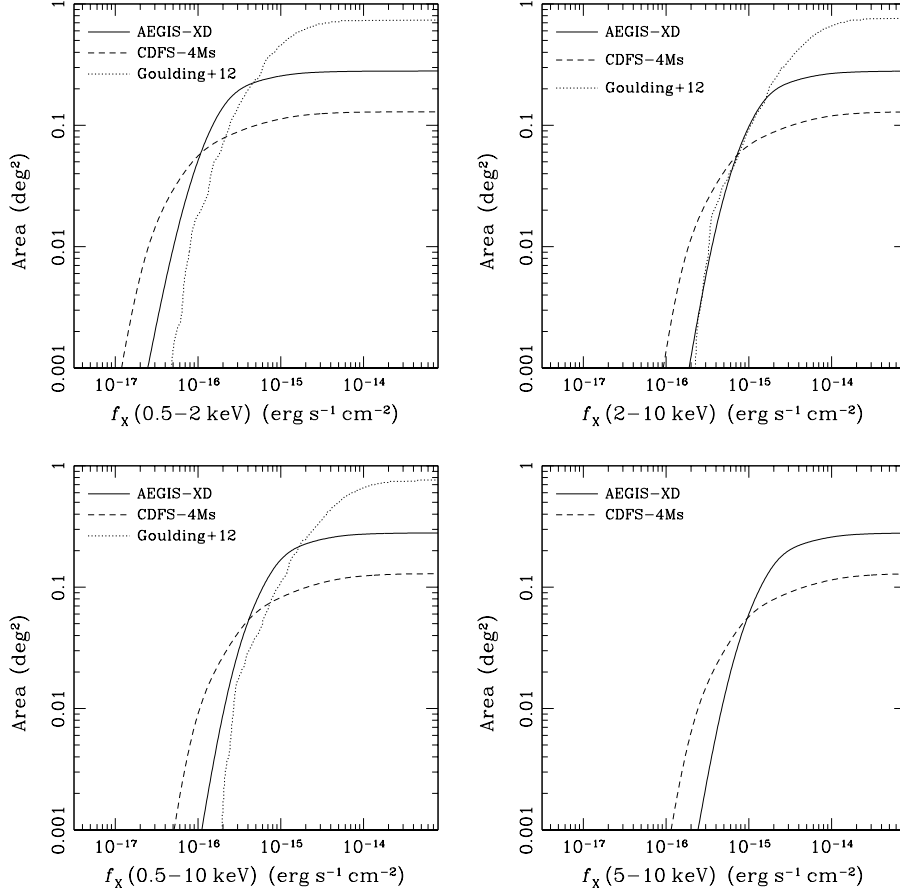 1
0.1
0.01
0.001
Area (deg²)
AEGIS−XD
CDFS−4Ms
Goulding+12
10⁻¹⁷ 10⁻¹⁶ 10⁻¹⁵ 10⁻¹⁴
fX (0.5−2 keV) (erg s⁻¹ cm⁻²)
1
0.1
0.01
0.001
Area (deg²)
AEGIS−XD
CDFS−4Ms
Goulding+12
10⁻¹⁷ 10⁻¹⁶ 10⁻¹⁵ 10⁻¹⁴
fX (2−10 keV) (erg s⁻¹ cm⁻²)
1
0.1
0.01
0.001
Area (deg²)
AEGIS−XD
CDFS−4Ms
Goulding+12
10⁻¹⁷ 10⁻¹⁶ 10⁻¹⁵ 10⁻¹⁴
fX (0.5−10 keV) (erg s⁻¹ cm⁻²)
1
0.1
0.01
0.001
Area (deg²)
AEGIS−XD
CDFS−4Ms
10⁻¹⁷ 10⁻¹⁶ 10⁻¹⁵ 10⁻¹⁴
fX (5−10 keV) (erg s⁻¹ cm⁻²)